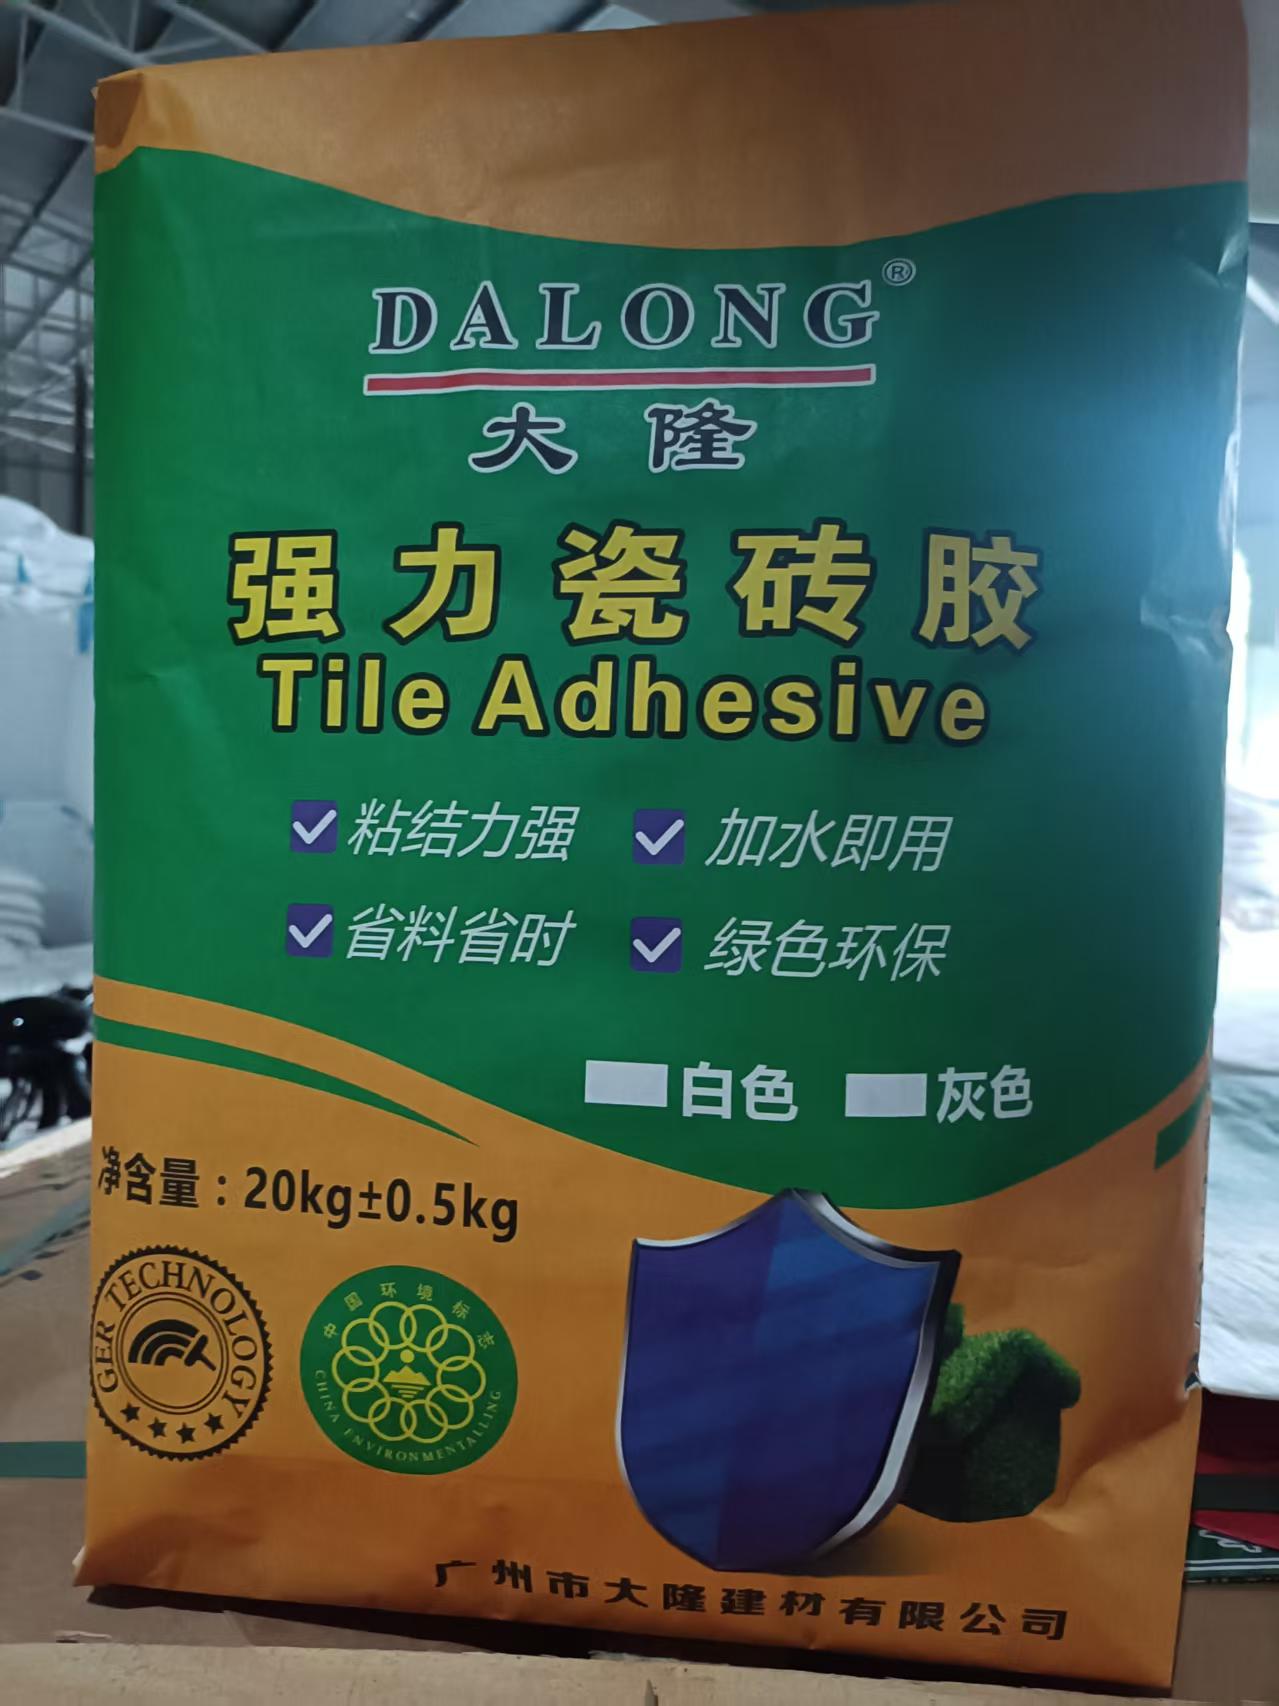 DALONG®
大隆
强力瓷砖胶
Tile Adhesive
粘结力强 加水即用
省料省时 绿色环保
白色 灰色
净含量：20kg±0.5kg
GER TECHNOLOGY
中国环境标志
CHINA ENVIRONMENTALLING
广州市大隆建材有限公司